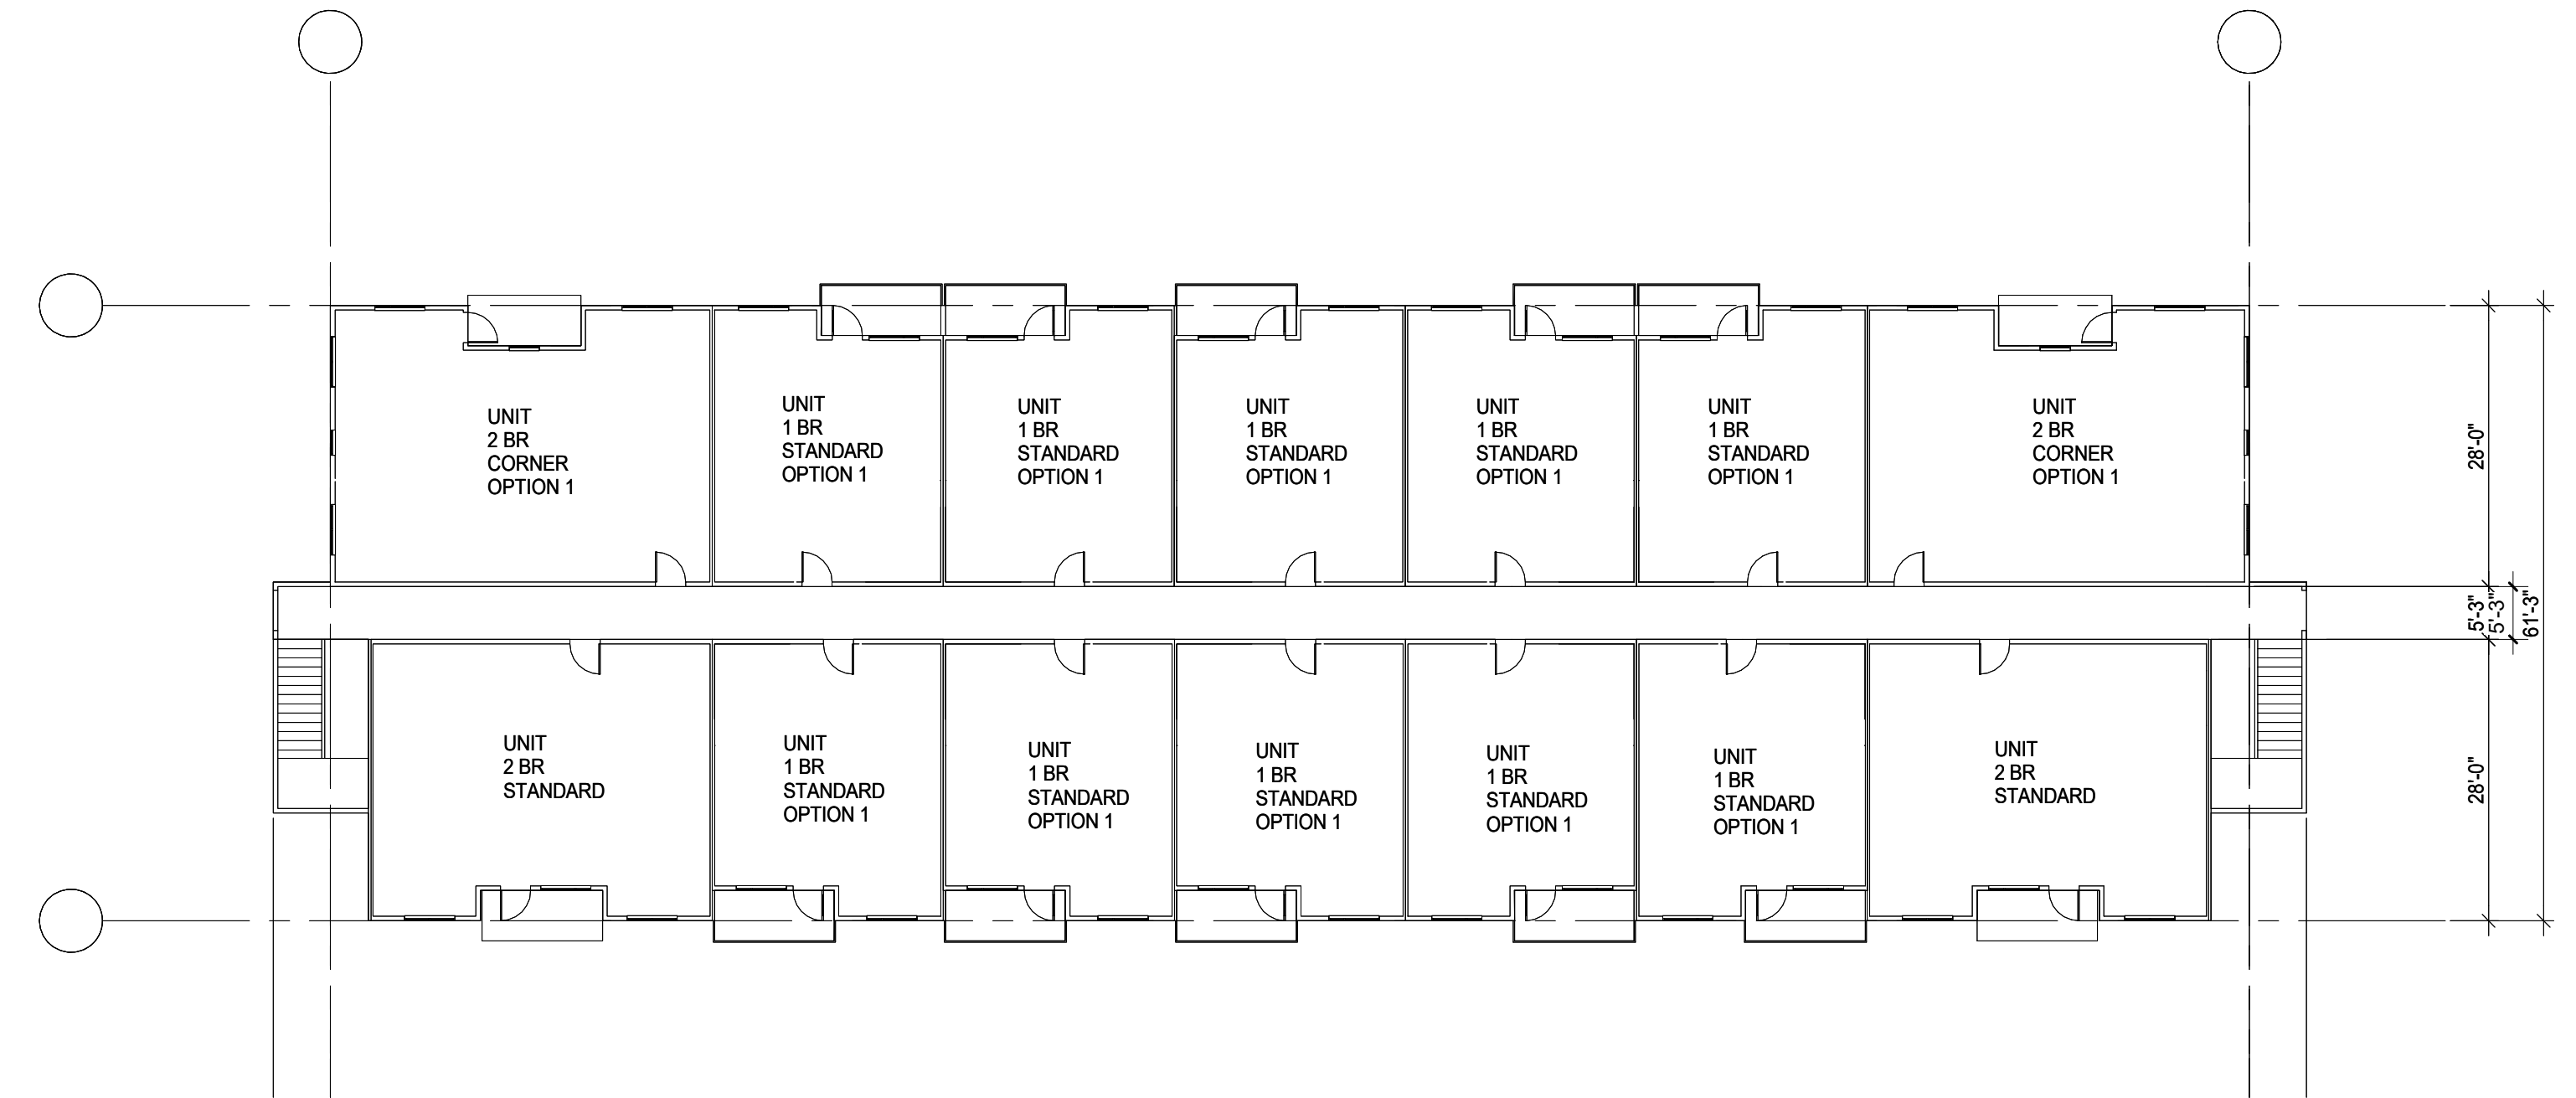 UNIT
2 BR
CORNER
OPTION 1
UNIT
1 BR
STANDARD
OPTION 1
UNIT
1 BR
STANDARD
OPTION 1
UNIT
1 BR
STANDARD
OPTION 1
UNIT
1 BR
STANDARD
OPTION 1
UNIT
1 BR
STANDARD
OPTION 1
UNIT
2 BR
CORNER
OPTION 1
28'-0"
5'-3"
5'-3"
61'-3"
UNIT
2 BR
STANDARD
UNIT
1 BR
STANDARD
OPTION 1
UNIT
1 BR
STANDARD
OPTION 1
UNIT
1 BR
STANDARD
OPTION 1
UNIT
1 BR
STANDARD
OPTION 1
UNIT
1 BR
STANDARD
OPTION 1
UNIT
2 BR
STANDARD
28'-0"